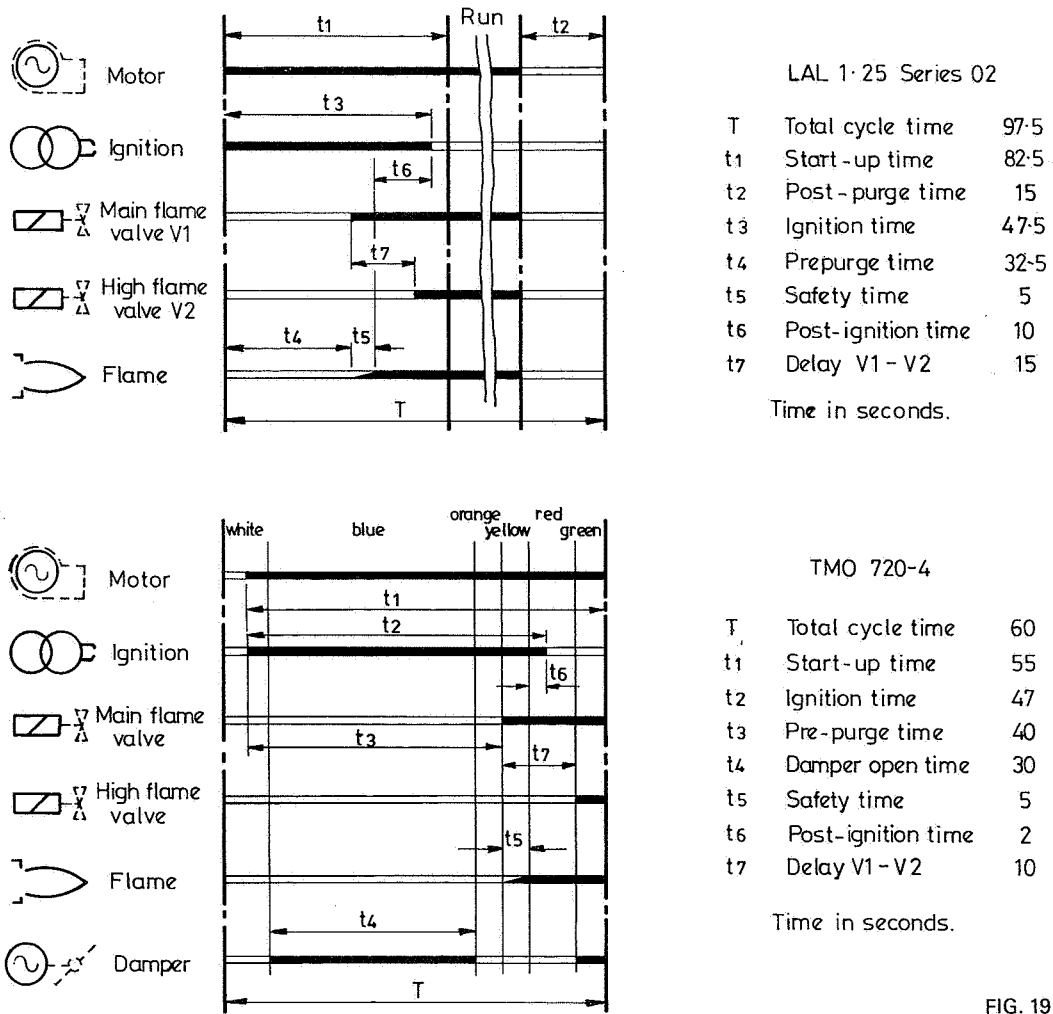 t1
Run
t2
Motor
t3
Ignition
t6
Main flame
valve V1
t7
High flame
valve V2
t4
t5
Flame
T
LAL 1·25 Series 02
T Total cycle time 97·5
t1 Start-up time 82·5
t2 Post-purge time 15
t3 Ignition time 47·5
t4 Prepurge time 32·5
t5 Safety time 5
t6 Post-ignition time 10
t7 Delay V1-V2 15
Time in seconds.
white
blue
orange
yellow
red
green
Motor
t1
t2
Ignition
t6
Main flame
valve
t3
t7
High flame
valve
t5
Flame
t4
Damper
T
TMO 720-4
T Total cycle time 60
t1 Start-up time 55
t2 Ignition time 47
t3 Pre-purge time 40
t4 Damper open time 30
t5 Safety time 5
t6 Post-ignition time 2
t7 Delay V1-V2 10
Time in seconds.
FIG. 19